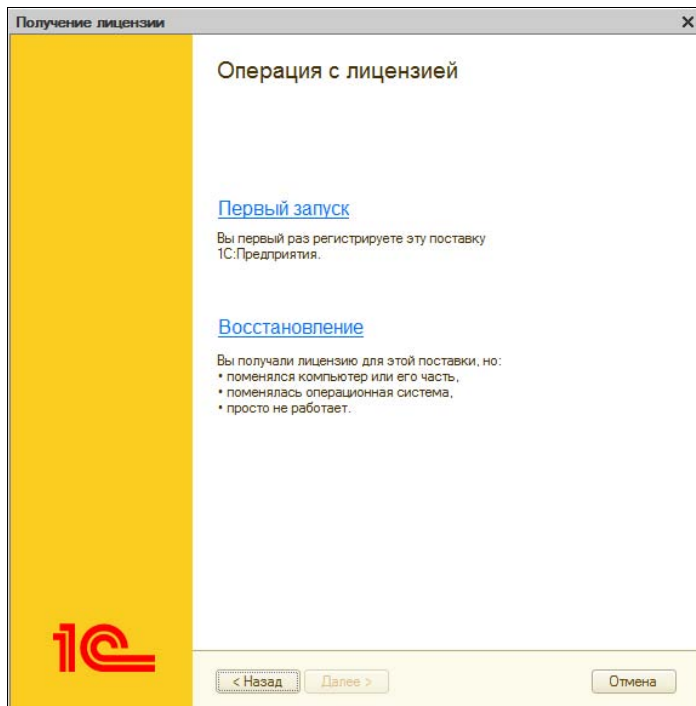 Получение лицензии
Операция с лицензией
Первый запуск
Вы первый раз регистрируете эту поставку
1С:Предприятия.
Восстановление
Вы получали лицензию для этой поставки, но:
• поменялся компьютер или его часть,
• поменялась операционная система,
• просто не работает.
1С
< Назад Далее > Отмена